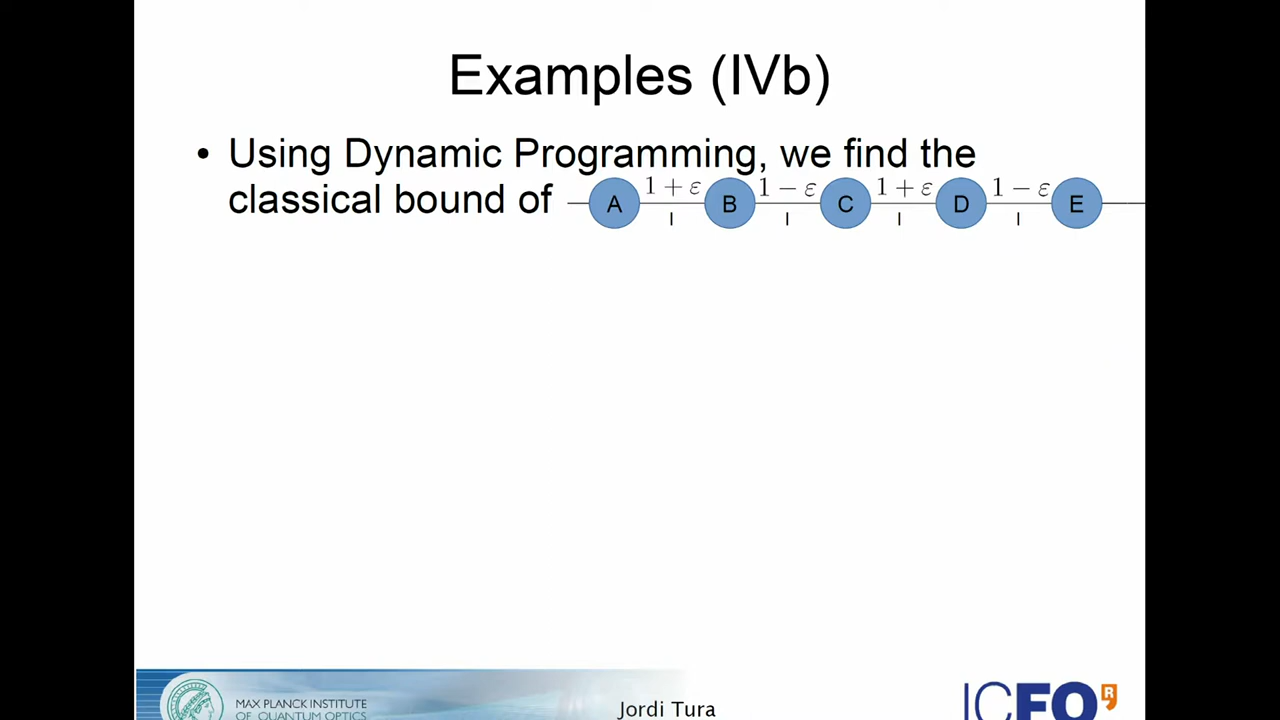 Examples (IVb)
• Using Dynamic Programming, we find the
classical bound of
1 + ε 1 − ε 1 + ε 1 − ε
A B C D E
I I I I
MAX PLANCK INSTITUTE
OF QUANTUM OPTICS
Jordi Tura
ICFO R